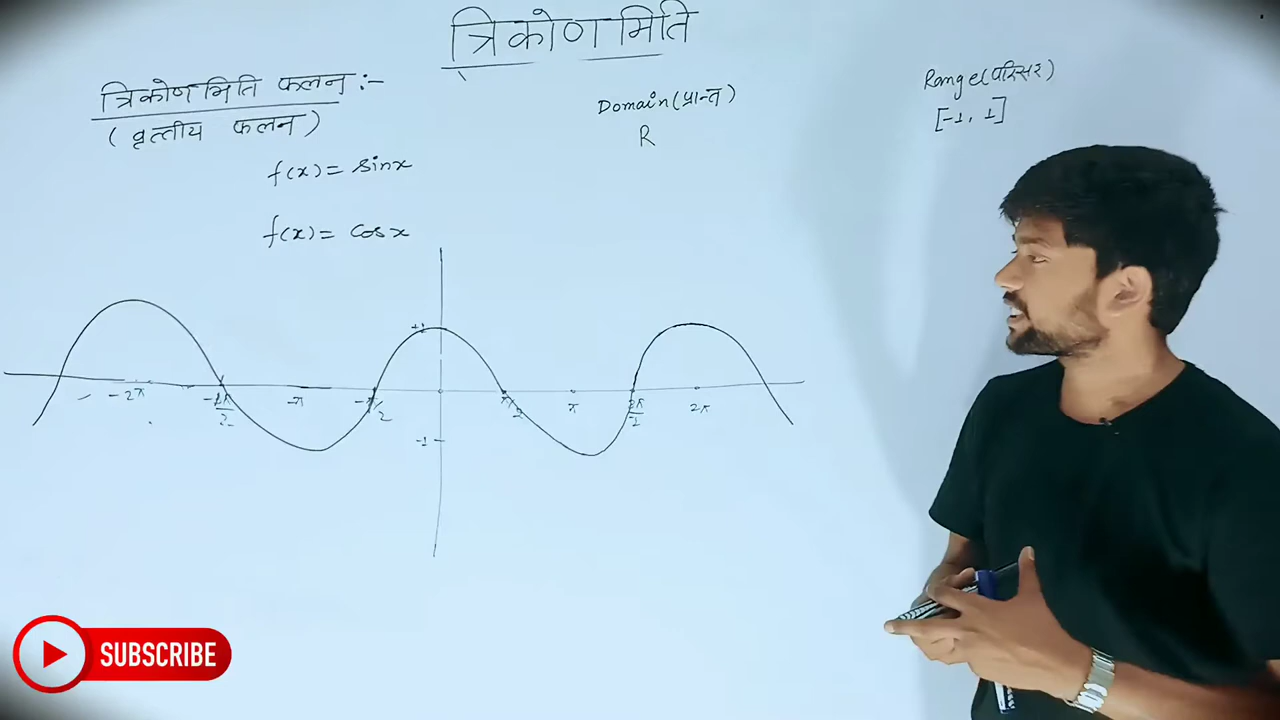 त्रिकोणमिति
त्रिकोणमिति फलन :-
(वृत्तीय फलन)
Domain(प्रान्त)
Range(परिसर)
R
[-1, 1]
f(x) = sinx
f(x) = cosx
+1
-2π
-3π/2
-π
-π/2
π/2
π
3π/2
2π
-1
SUBSCRIBE